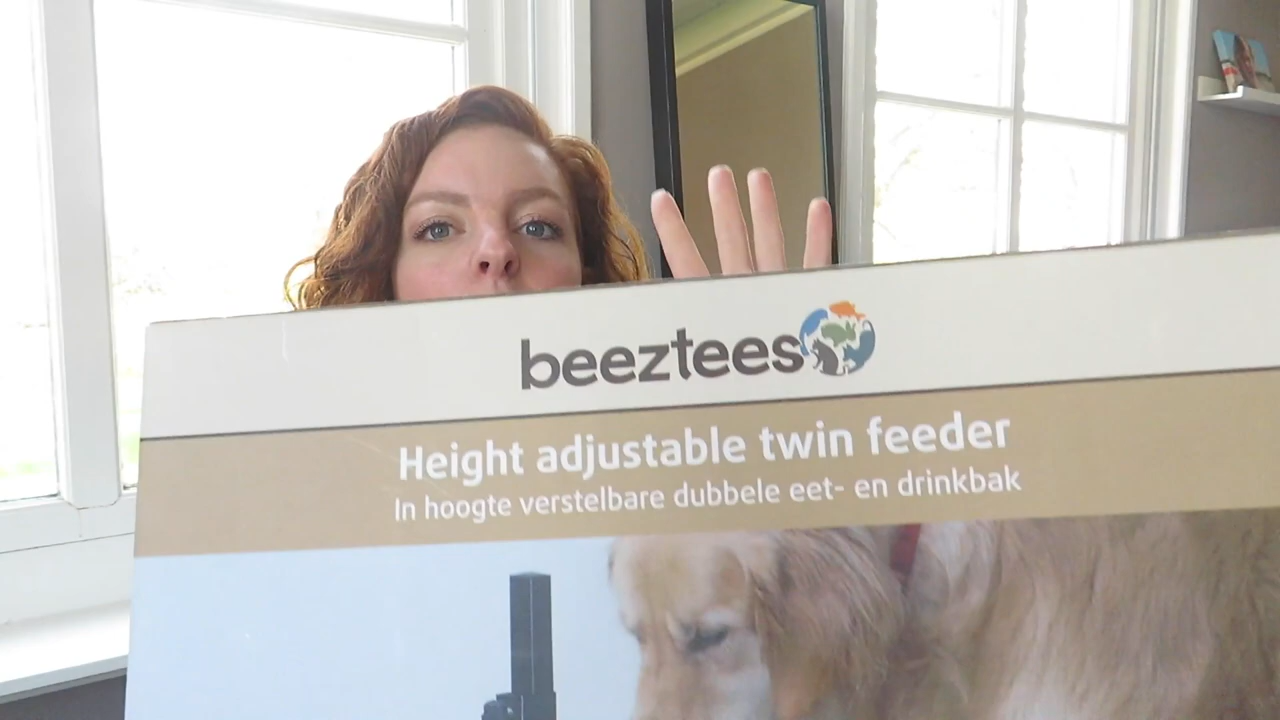 beeztees
Height adjustable twin feeder
In hoogte verstelbare dubbele eet- en drinkbak